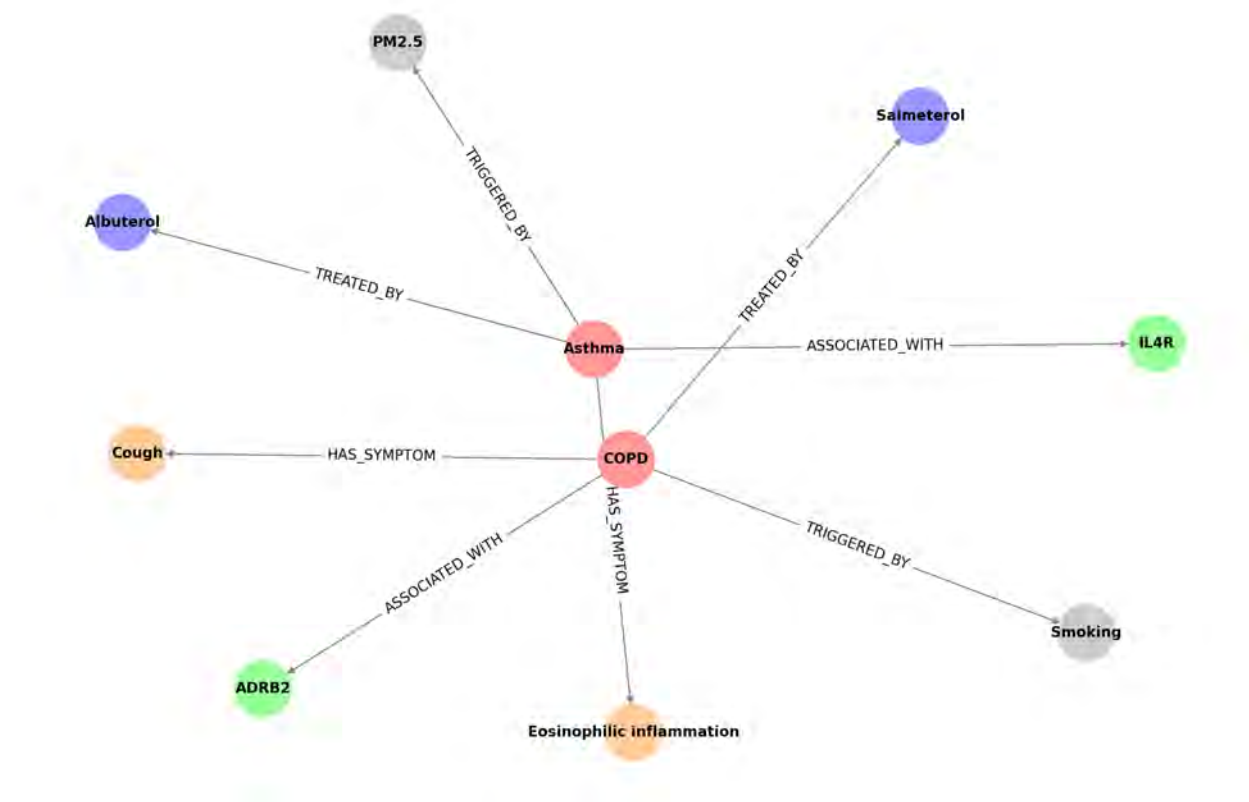 PM2.5
Salmeterol
TRIGGERED_BY
Albuterol
TREATED_BY
TREATED_BY
Asthma
ASSOCIATED_WITH
IL4R
Cough
HAS_SYMPTOM
COPD
HAS_SYMPTOM
TRIGGERED_BY
ASSOCIATED_WITH
Smoking
ADRB2
Eosinophilic inflammation